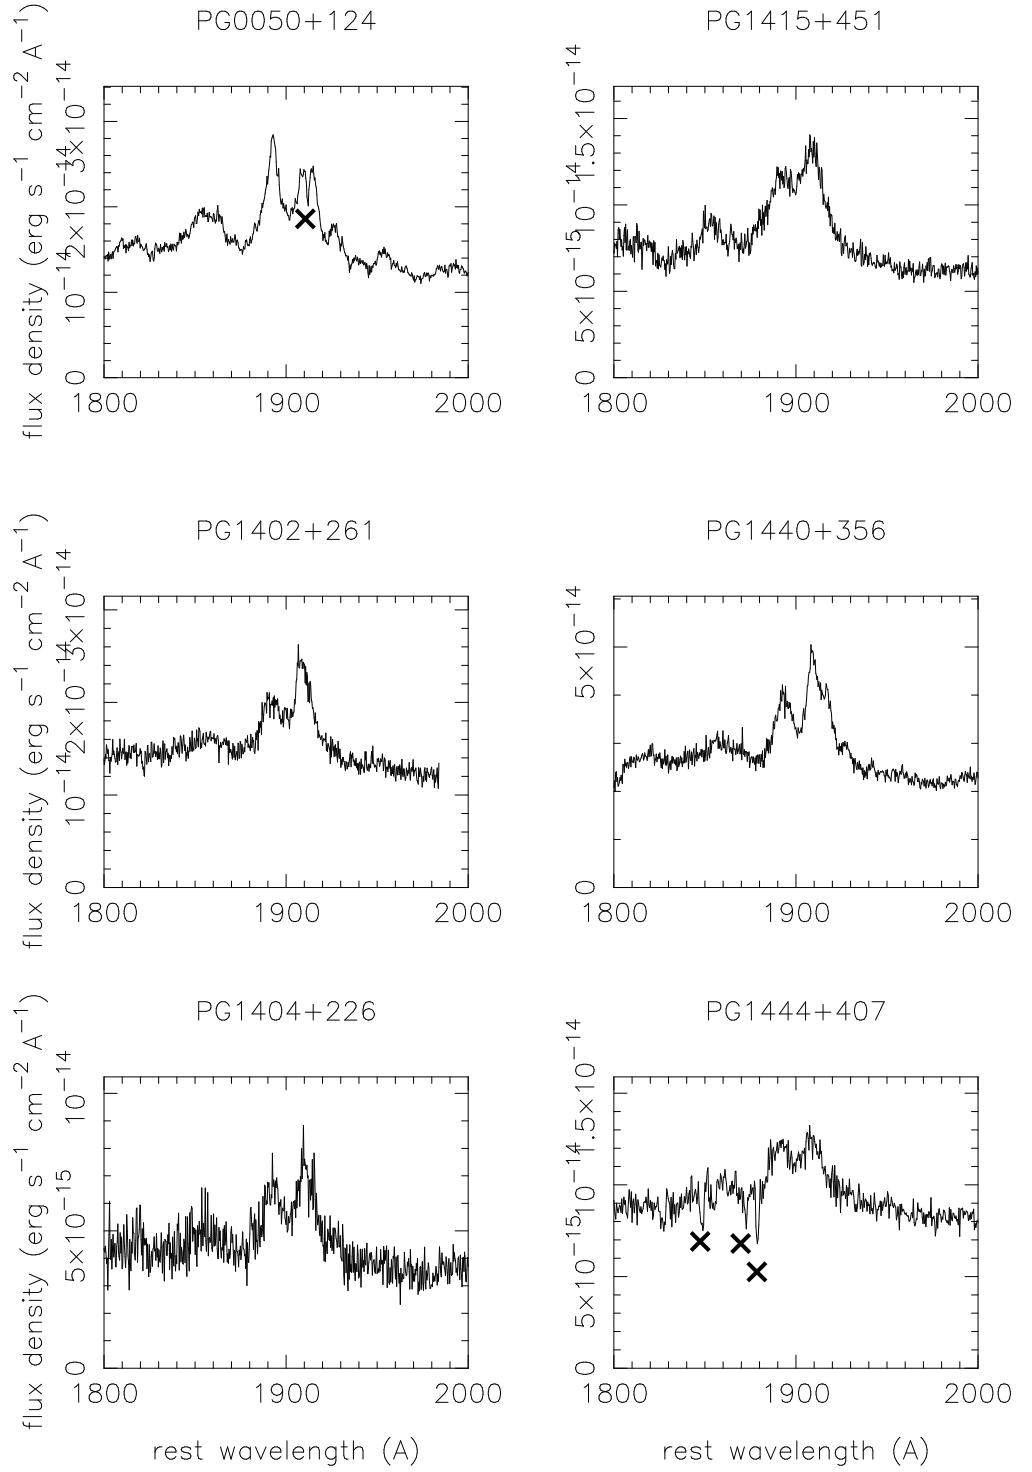 PG0050+124 PG1415+451
flux density (erg s−1 cm−2 A−1)
0 10−14 2×10−14 3×10−14
1800 1900 2000
0 5×10−15 10−14 1.5×10−14
1800 1900 2000
PG1402+261 PG1440+356
flux density (erg s−1 cm−2 A−1)
0 10−14 2×10−14 3×10−14
1800 1900 2000
0 5×10−14
1800 1900 2000
PG1404+226 PG1444+407
flux density (erg s−1 cm−2 A−1)
0 5×10−15 10−14
1800 1900 2000
0 5×10−15 10−14 1.5×10−14
1800 1900 2000
rest wavelength (A) rest wavelength (A)